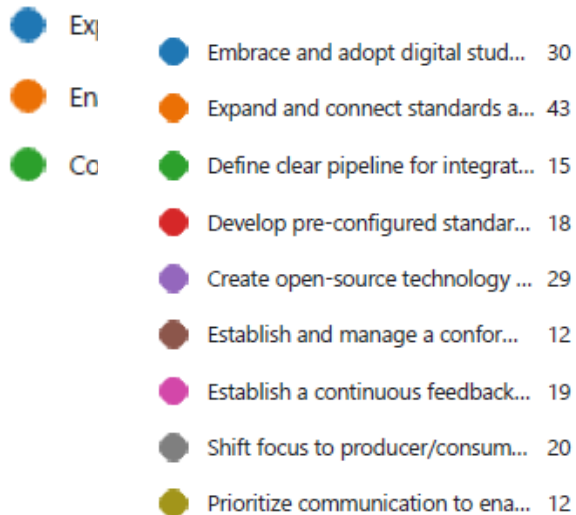 Embrace and adopt digital stud... 30
Expand and connect standards a... 43
En
Define clear pipeline for integrat... 15
Co
Develop pre-configured standar... 18
Create open-source technology ... 29
Establish and manage a confor... 12
Establish a continuous feedback... 19
Shift focus to producer/consum... 20
Prioritize communication to ena... 12